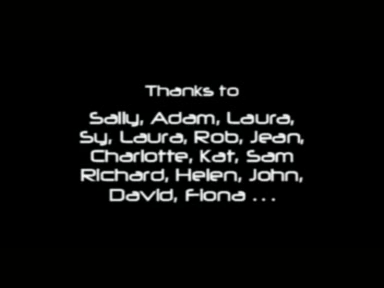 Thanks to
Sally, Adam, Laura,
Sy, Laura, Rob, Jean,
Charlotte, Kat, Sam
Richard, Helen, John,
David, Fiona ...